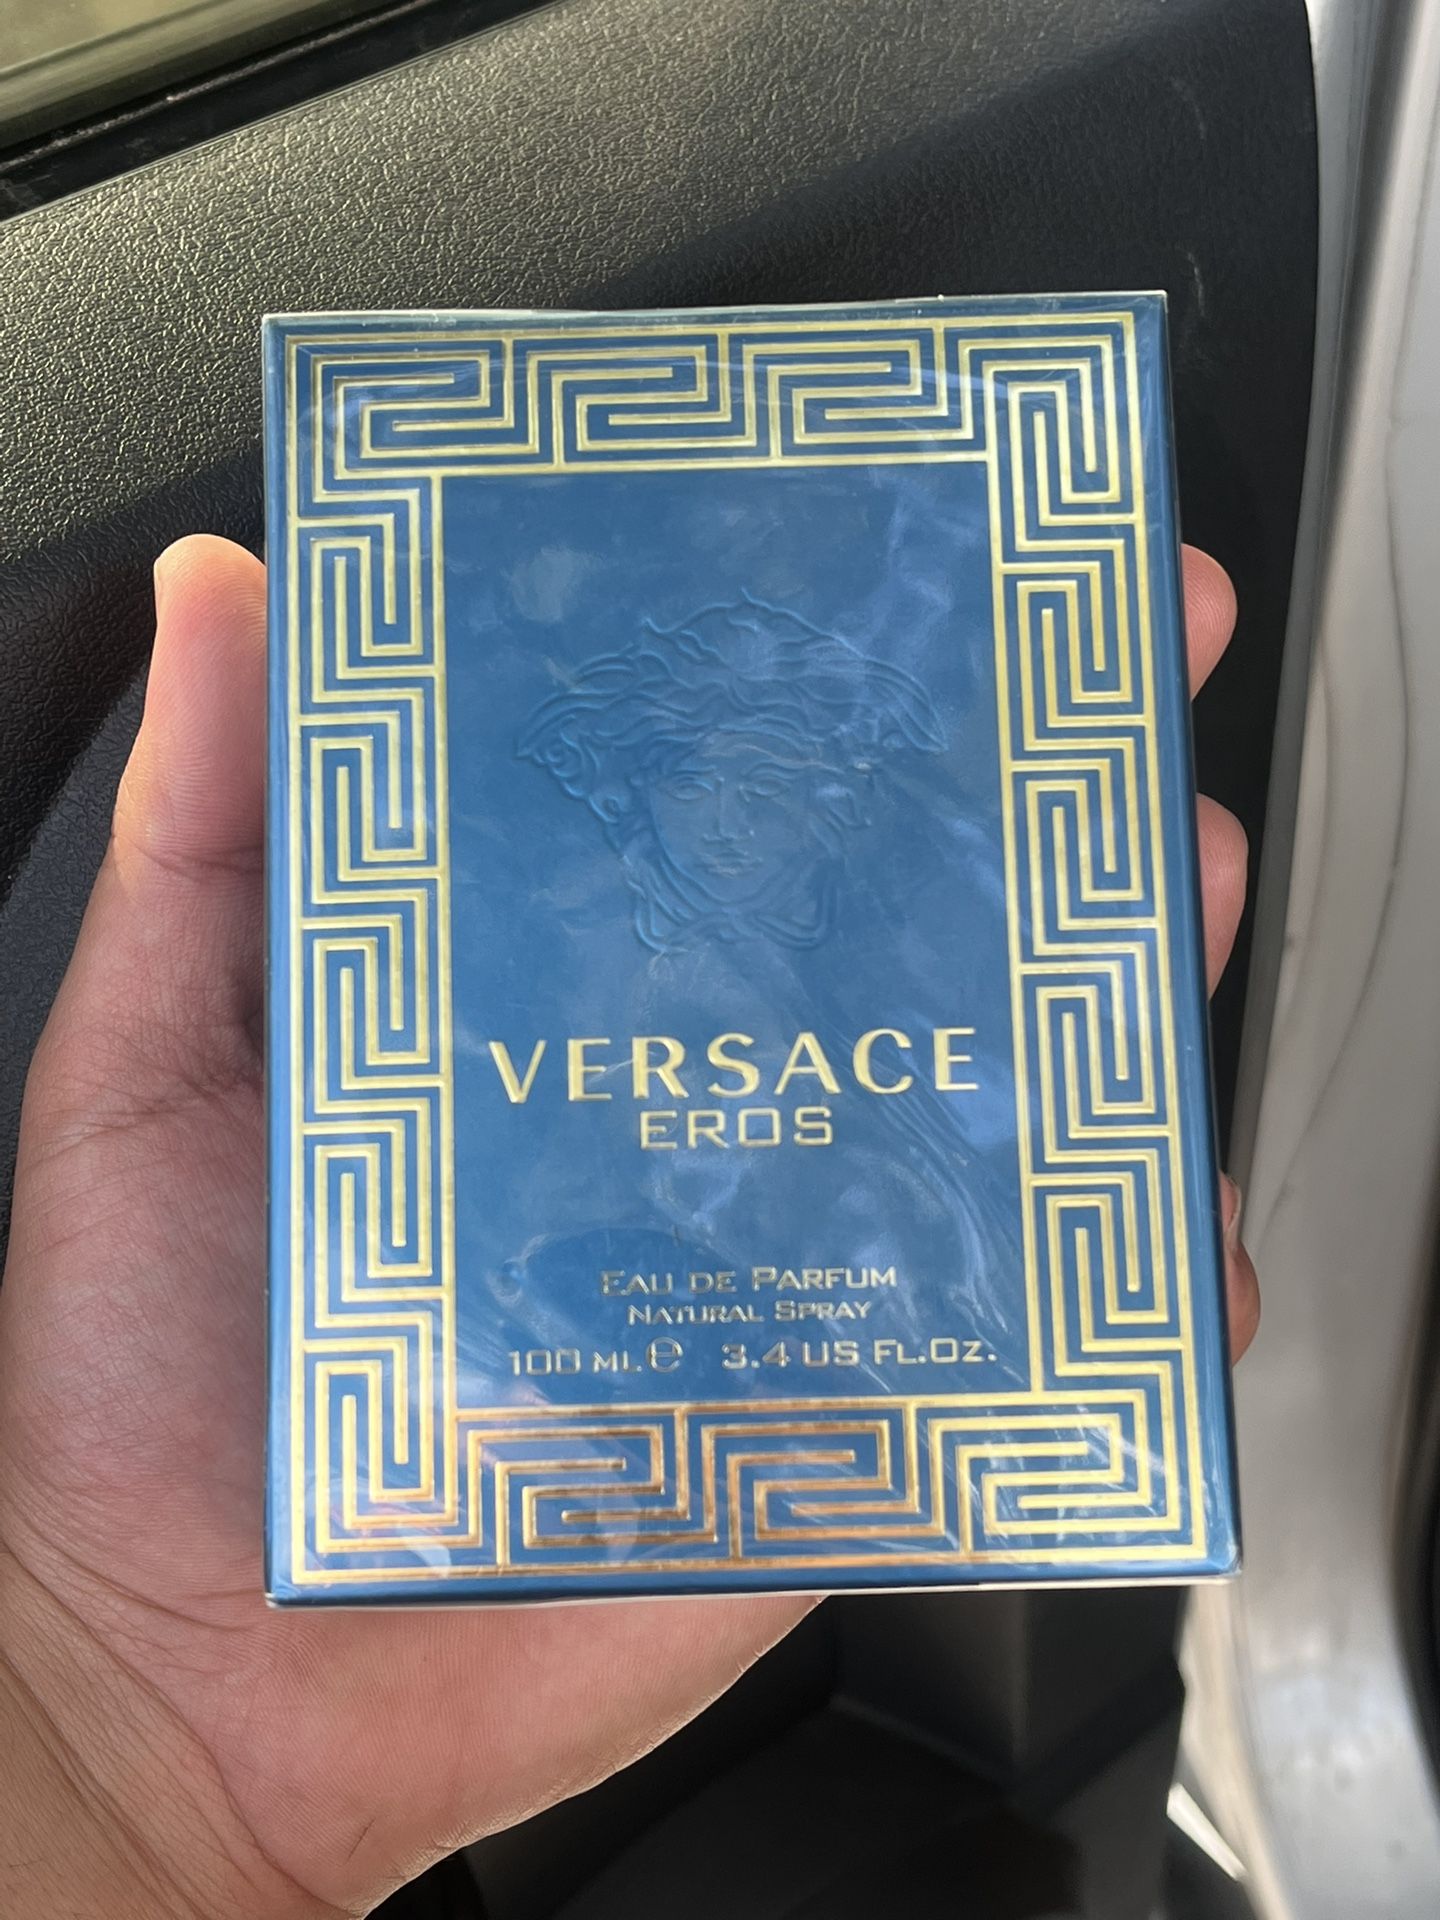 VERSACE
EROS
EAU DE PARFUM
NATURAL SPRAY
100 ML ℮ 3.4 US FL.OZ.